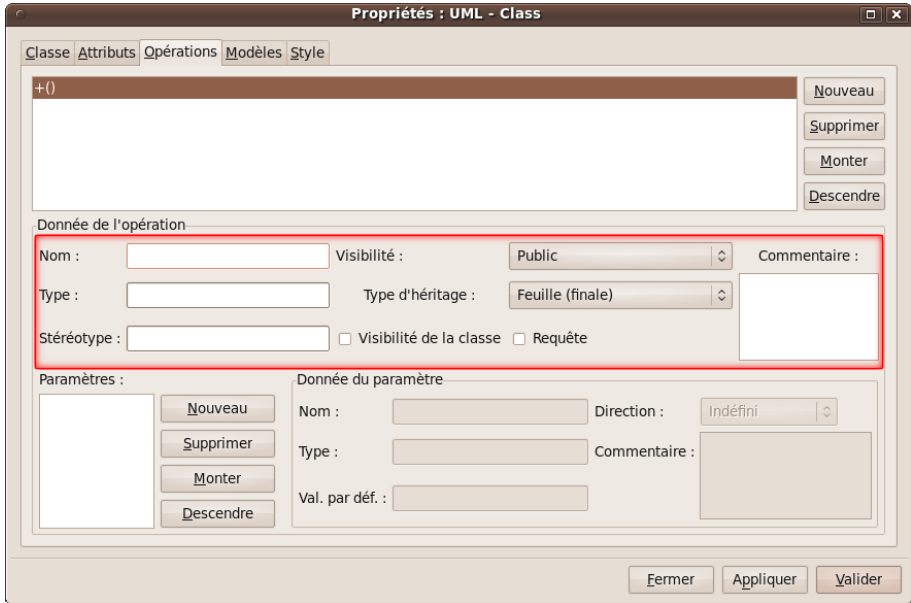 Propriétés : UML - Class
Classe Attributs Opérations Modèles Style
+()
Nouveau
Supprimer
Monter
Descendre
Donnée de l'opération
Nom : Visibilité : Public Commentaire :
Type : Type d'héritage : Feuille (finale)
Stéréotype : Visibilité de la classe Requête
Paramètres : Donnée du paramètre
Nouveau Nom : Direction : Indéfini
Supprimer Type : Commentaire :
Monter
Val. par déf. :
Descendre
Fermer Appliquer Valider